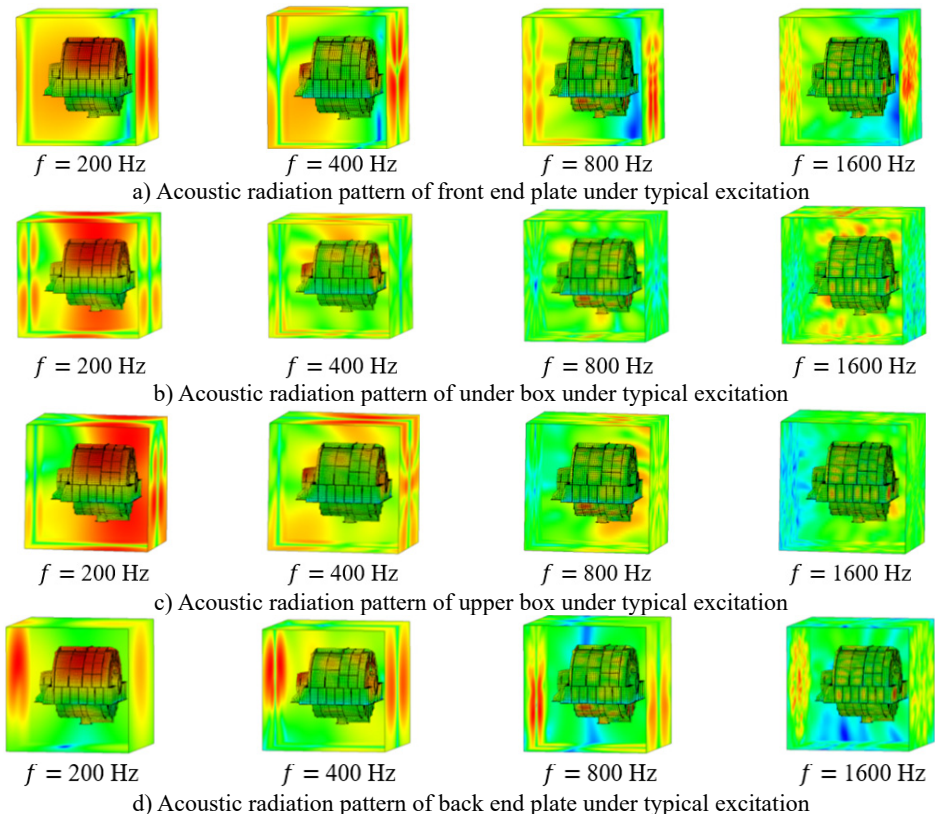 f = 200 Hz f = 400 Hz f = 800 Hz f = 1600 Hz
a) Acoustic radiation pattern of front end plate under typical excitation
f = 200 Hz f = 400 Hz f = 800 Hz f = 1600 Hz
b) Acoustic radiation pattern of under box under typical excitation
f = 200 Hz f = 400 Hz f = 800 Hz f = 1600 Hz
c) Acoustic radiation pattern of upper box under typical excitation
f = 200 Hz f = 400 Hz f = 800 Hz f = 1600 Hz
d) Acoustic radiation pattern of back end plate under typical excitation